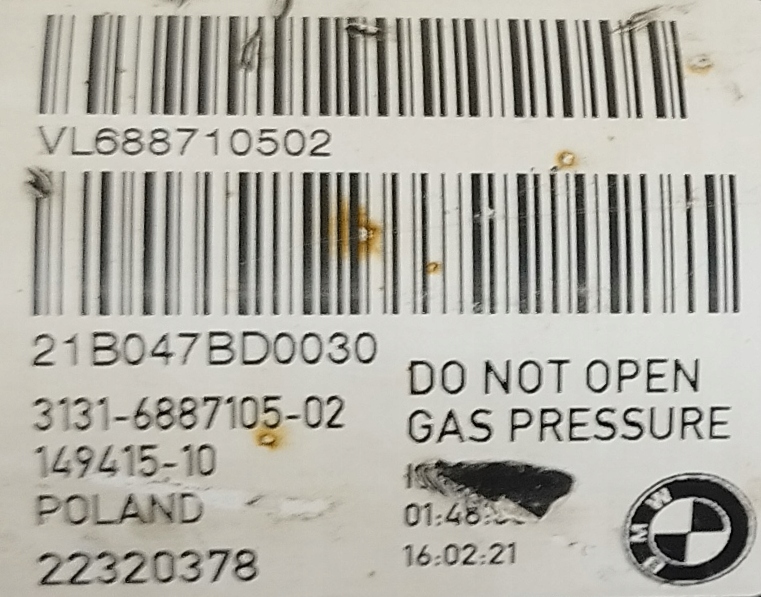 VL688710502
21B047BD0030
3131-6887105-02
149415-10
POLAND
22320378
DO NOT OPEN
GAS PRESSURE
16:02:21
BMW